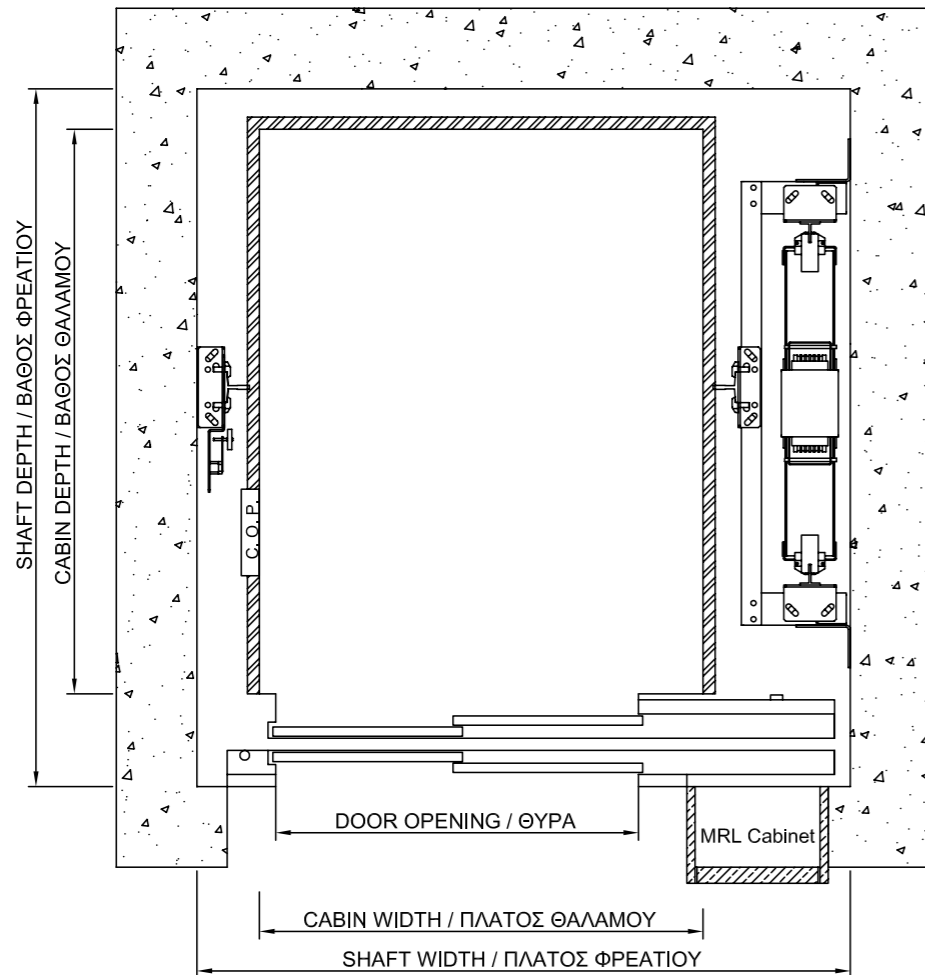 SHAFT DEPTH / ΒΑΘΟΣ ΦΡΕΑΤΙΟΥ
CABIN DEPTH / ΒΑΘΟΣ ΘΑΛΑΜΟΥ
C.O.P.
DOOR OPENING / ΘΥΡΑ
MRL Cabinet
CABIN WIDTH / ΠΛΑΤΟΣ ΘΑΛΑΜΟΥ
SHAFT WIDTH / ΠΛΑΤΟΣ ΦΡΕΑΤΙΟΥ